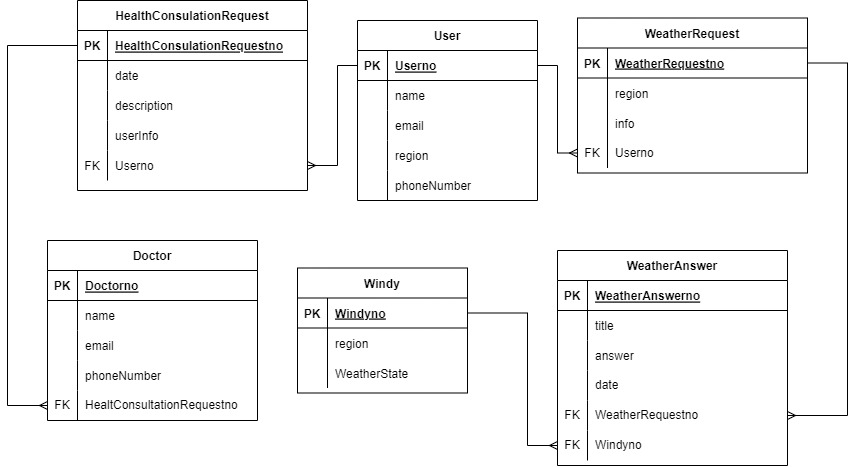 HealthConsulationRequest
PK HealthConsulationRequestno
date
description
userInfo
FK Userno
User
PK Userno
name
email
region
phoneNumber
WeatherRequest
PK WeatherRequestno
region
info
FK Userno
Doctor
PK Doctorno
name
email
phoneNumber
FK HealtConsultationRequestno
Windy
PK Windyno
region
WeatherState
WeatherAnswer
PK WeatherAnswerno
title
answer
date
FK WeatherRequestno
FK Windyno